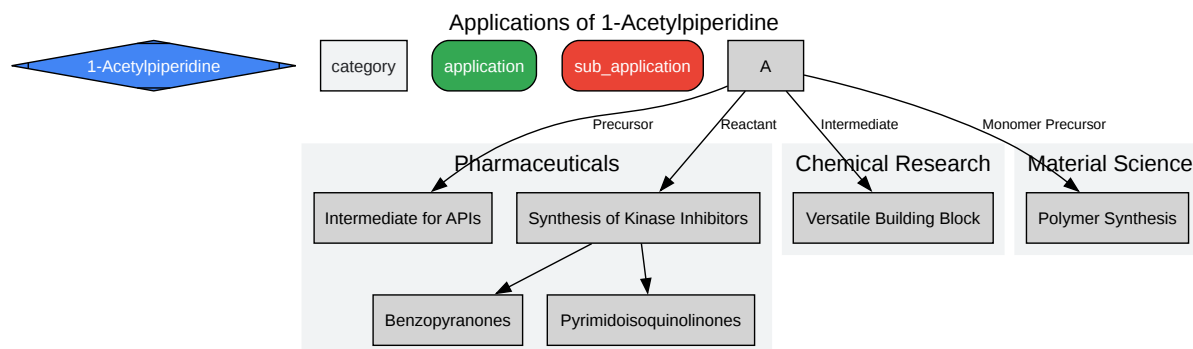 Applications of 1-Acetylpiperidine
1-Acetylpiperidine
category
application
sub_application
A
Precursor
Reactant
Intermediate
Monomer Precursor
Pharmaceuticals
Chemical Research
Material Science
Intermediate for APIs
Synthesis of Kinase Inhibitors
Versatile Building Block
Polymer Synthesis
Benzopyranones
Pyrimidoisoquinolinones